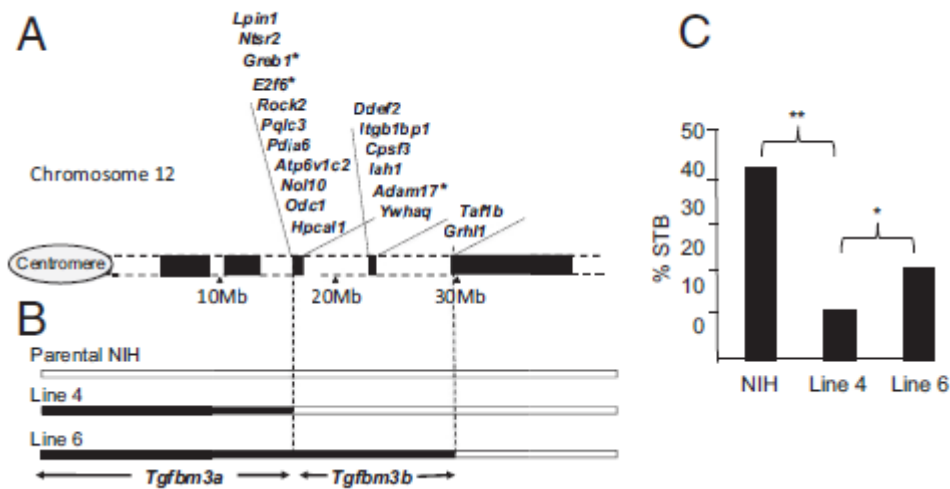 A
Lpin1
Ntsr2
Greb1*
E2f6*
Rock2
Pqlc3
Pdia6
Atp6v1c2
Nol10
Odc1
Hpcal1
Ddef2
Itgb1bp1
Cpsf3
Iah1
Adam17*
Ywhaq
Taf1b
Grhl1
Chromosome 12
Centromere
10Mb
20Mb
30Mb
B
Parental NIH
Line 4
Line 6
Tgfbm3a
Tgfbm3b
C
% STB
50
40
30
20
10
0
**
*
NIH
Line 4
Line 6